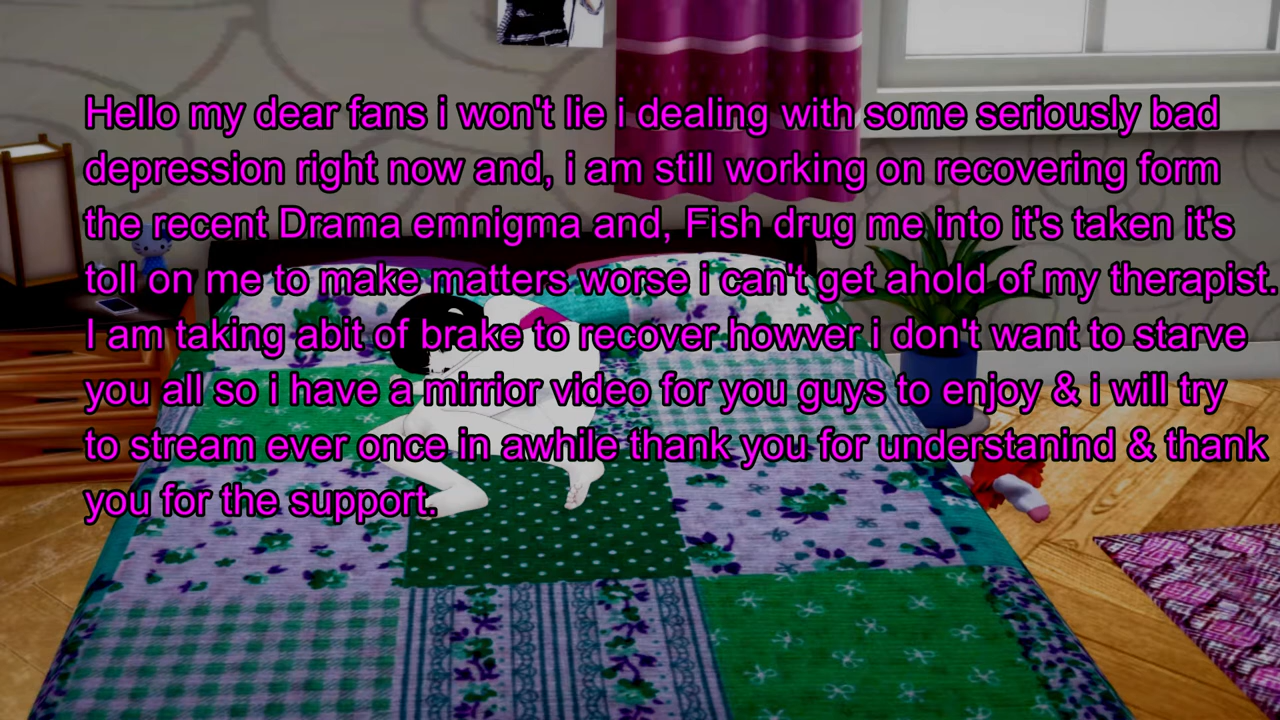 Hello my dear fans i won't lie i dealing with some seriously bad
depression right now and, i am still working on recovering form
the recent Drama emnigma and, Fish drug me into it's taken it's
toll on me to make matters worse i can't get ahold of my therapist.
I am taking abit of brake to recover howver i don't want to starve
you all so i have a mirrior video for you guys to enjoy & i will try
to stream ever once in awhile thank you for understanind & thank
you for the support.